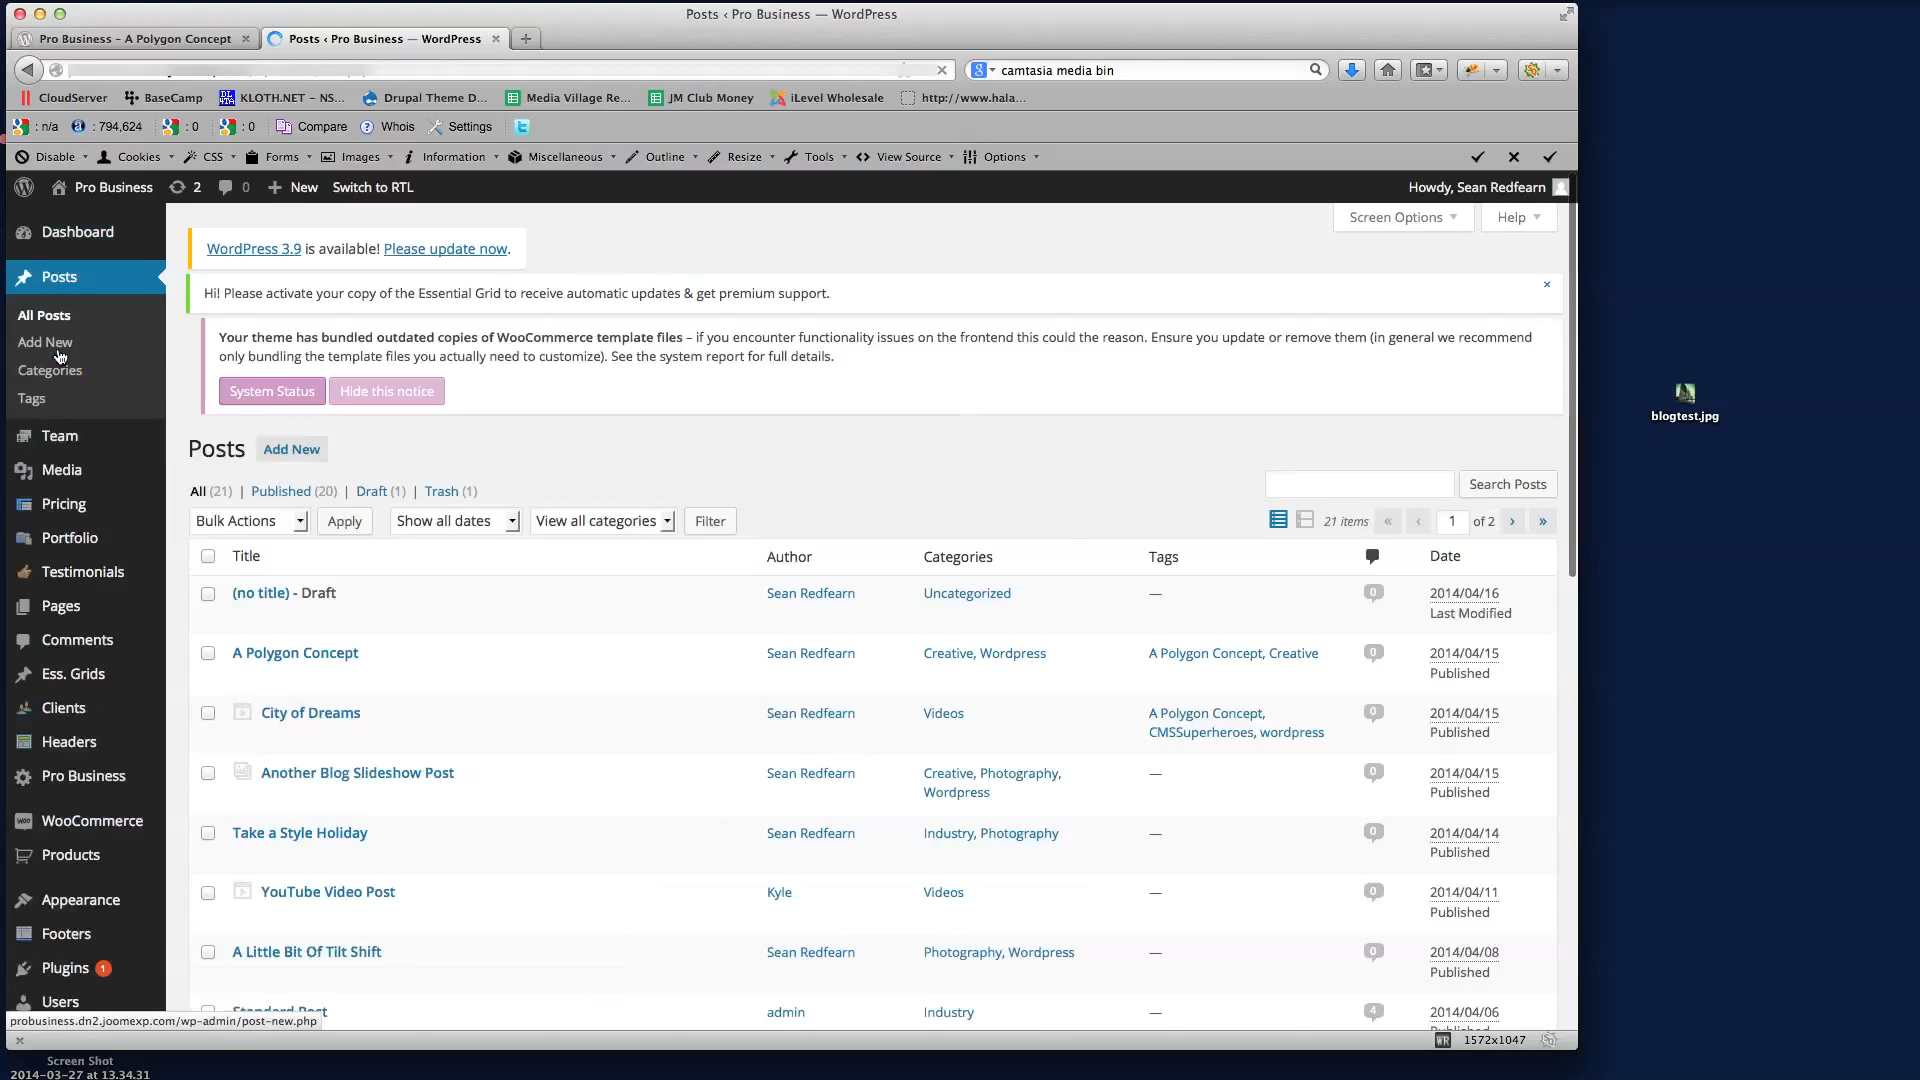 Posts ‹ Pro Business — WordPress
Pro Business – A Polygon Concept
Posts ‹ Pro Business — WordPress
camtasia media bin
CloudServer BaseCamp KLOTH.NET – NS... Drupal Theme D... Media Village Re... JM Club Money iLevel Wholesale http://www.hala...
: n/a : 794,624 : 0 : 0 Compare Whois Settings
Disable Cookies CSS Forms Images Information Miscellaneous Outline Resize Tools View Source Options
Pro Business 2 0 New Switch to RTL Howdy, Sean Redfearn
Screen Options Help
Dashboard
Posts
All Posts
Add New
Categories
Tags
Team
Media
Pricing
Portfolio
Testimonials
Pages
Comments
Ess. Grids
Clients
Headers
Pro Business
WooCommerce
Products
Appearance
Footers
Plugins 1
Users
WordPress 3.9 is available! Please update now.
Hi! Please activate your copy of the Essential Grid to receive automatic updates & get premium support.
Your theme has bundled outdated copies of WooCommerce template files – if you encounter functionality issues on the frontend this could the reason. Ensure you update or remove them (in general we recommend
only bundling the template files you actually need to customize). See the system report for full details.
System Status Hide this notice
Posts Add New
All (21) | Published (20) | Draft (1) | Trash (1)
Search Posts
Bulk Actions Apply Show all dates View all categories Filter 21 items « ‹ 1 of 2 › »
Title Author Categories Tags Date
(no title) - Draft Sean Redfearn Uncategorized — 0 2014/04/16
Last Modified
A Polygon Concept Sean Redfearn Creative, Wordpress A Polygon Concept, Creative 0 2014/04/15
Published
City of Dreams Sean Redfearn Videos A Polygon Concept, 0 2014/04/15
CMSSuperheroes, wordpress Published
Another Blog Slideshow Post Sean Redfearn Creative, Photography, — 0 2014/04/15
Wordpress Published
Take a Style Holiday Sean Redfearn Industry, Photography — 0 2014/04/14
Published
YouTube Video Post Kyle Videos — 0 2014/04/11
Published
A Little Bit Of Tilt Shift Sean Redfearn Photography, Wordpress — 0 2014/04/08
Published
Standard Post admin Industry — 4 2014/04/06
Published
probusiness.dn2.joomexp.com/wp-admin/post-new.php
1572x1047
blogtest.jpg
Screen Shot
2014-03-27 at 13.34.31